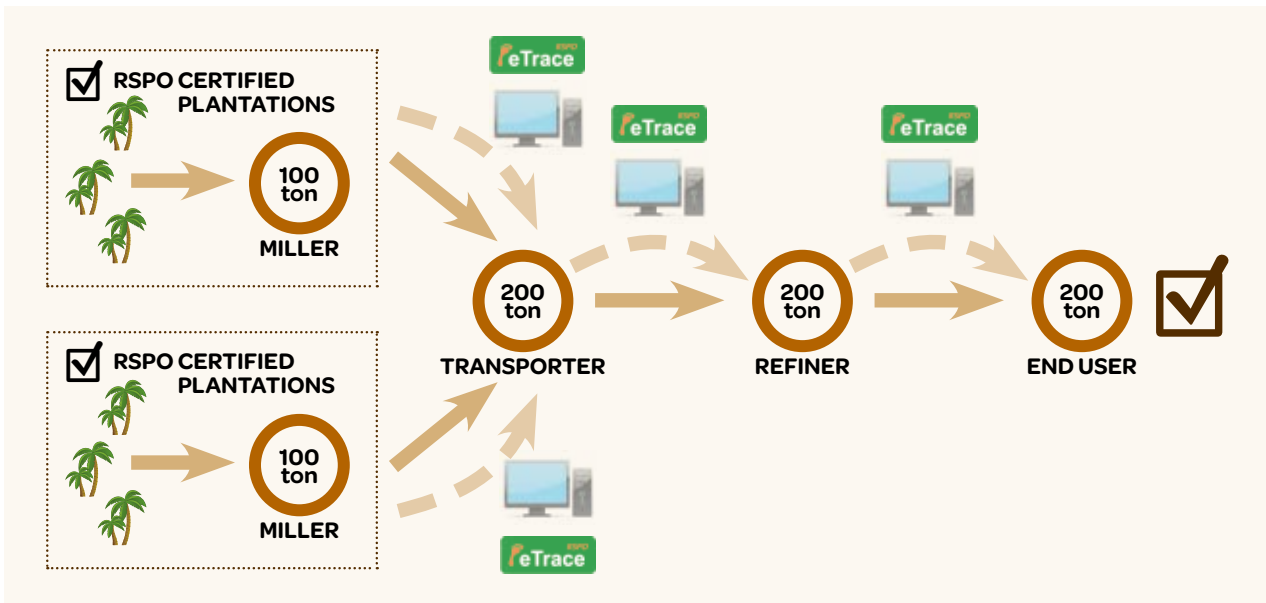 RSPO CERTIFIED
PLANTATIONS
100
ton
MILLER
RSPO
eTrace
RSPO
eTrace
RSPO
eTrace
200
ton
TRANSPORTER
200
ton
REFINER
200
ton
END USER
RSPO CERTIFIED
PLANTATIONS
100
ton
MILLER
RSPO
eTrace